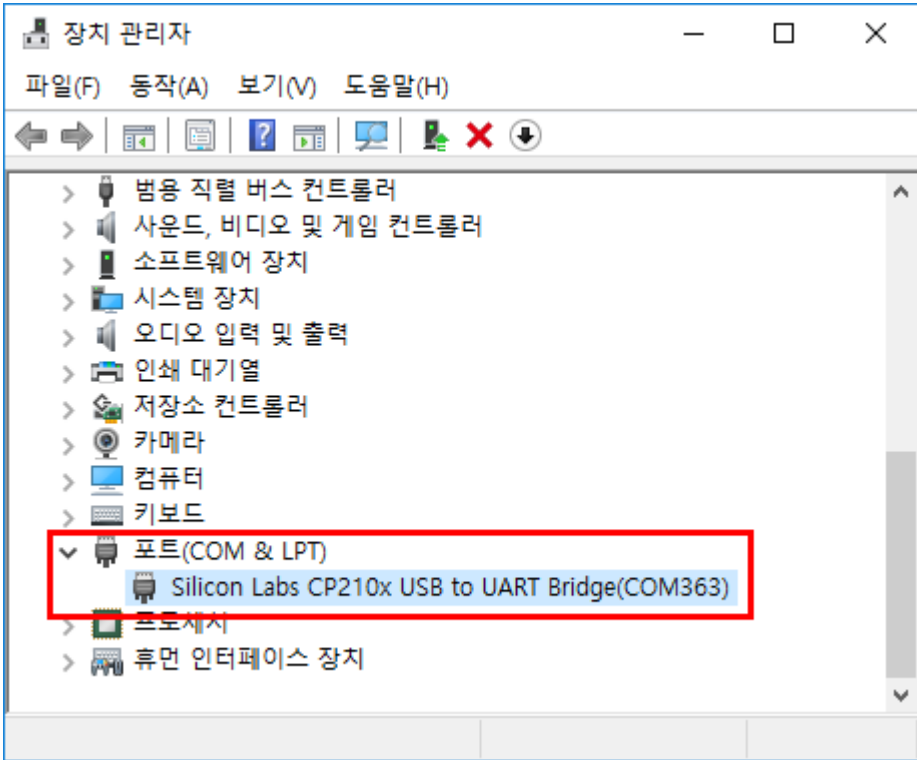 장치 관리자
파일(F) 동작(A) 보기(V) 도움말(H)
범용 직렬 버스 컨트롤러
사운드, 비디오 및 게임 컨트롤러
소프트웨어 장치
시스템 장치
오디오 입력 및 출력
인쇄 대기열
저장소 컨트롤러
카메라
컴퓨터
키보드
포트(COM & LPT)
Silicon Labs CP210x USB to UART Bridge(COM363)
프로세서
휴먼 인터페이스 장치